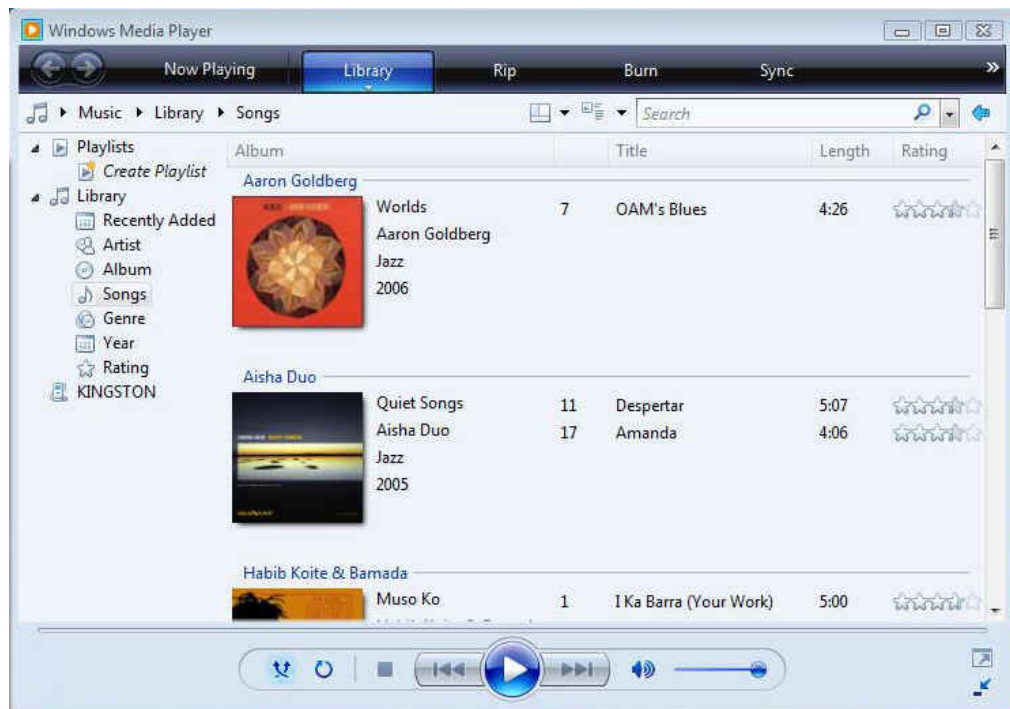 Windows Media Player
Now Playing Library Rip Burn Sync
Music Library Songs Search
Playlists
Create Playlist
Library
Recently Added
Artist
Album
Songs
Genre
Year
Rating
KINGSTON
Album Title Length Rating
Aaron Goldberg
Worlds 7 OAM's Blues 4:26
Aaron Goldberg
Jazz
2006
Aisha Duo
Quiet Songs 11 Despertar 5:07
Aisha Duo 17 Amanda 4:06
Jazz
2005
Habib Koite & Bamada
Muso Ko 1 I Ka Barra (Your Work) 5:00